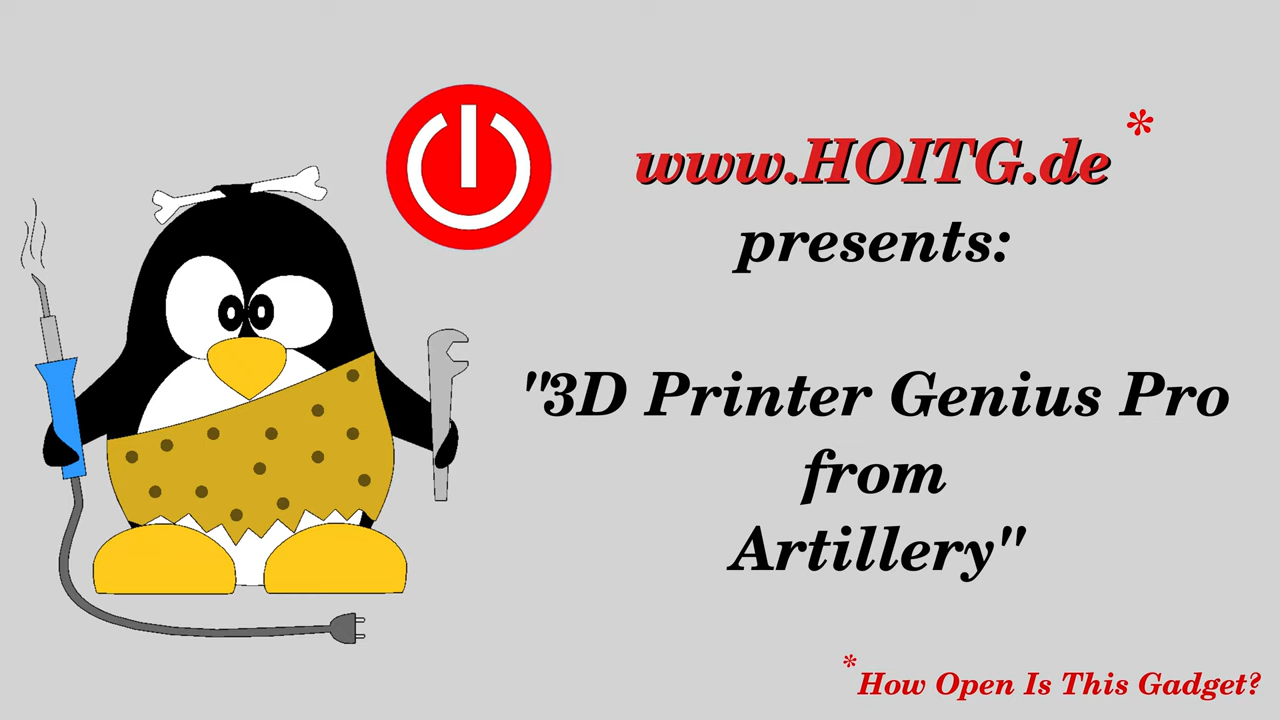 www.HOITG.de *
presents:
"3D Printer Genius Pro
from
Artillery"
*How Open Is This Gadget?